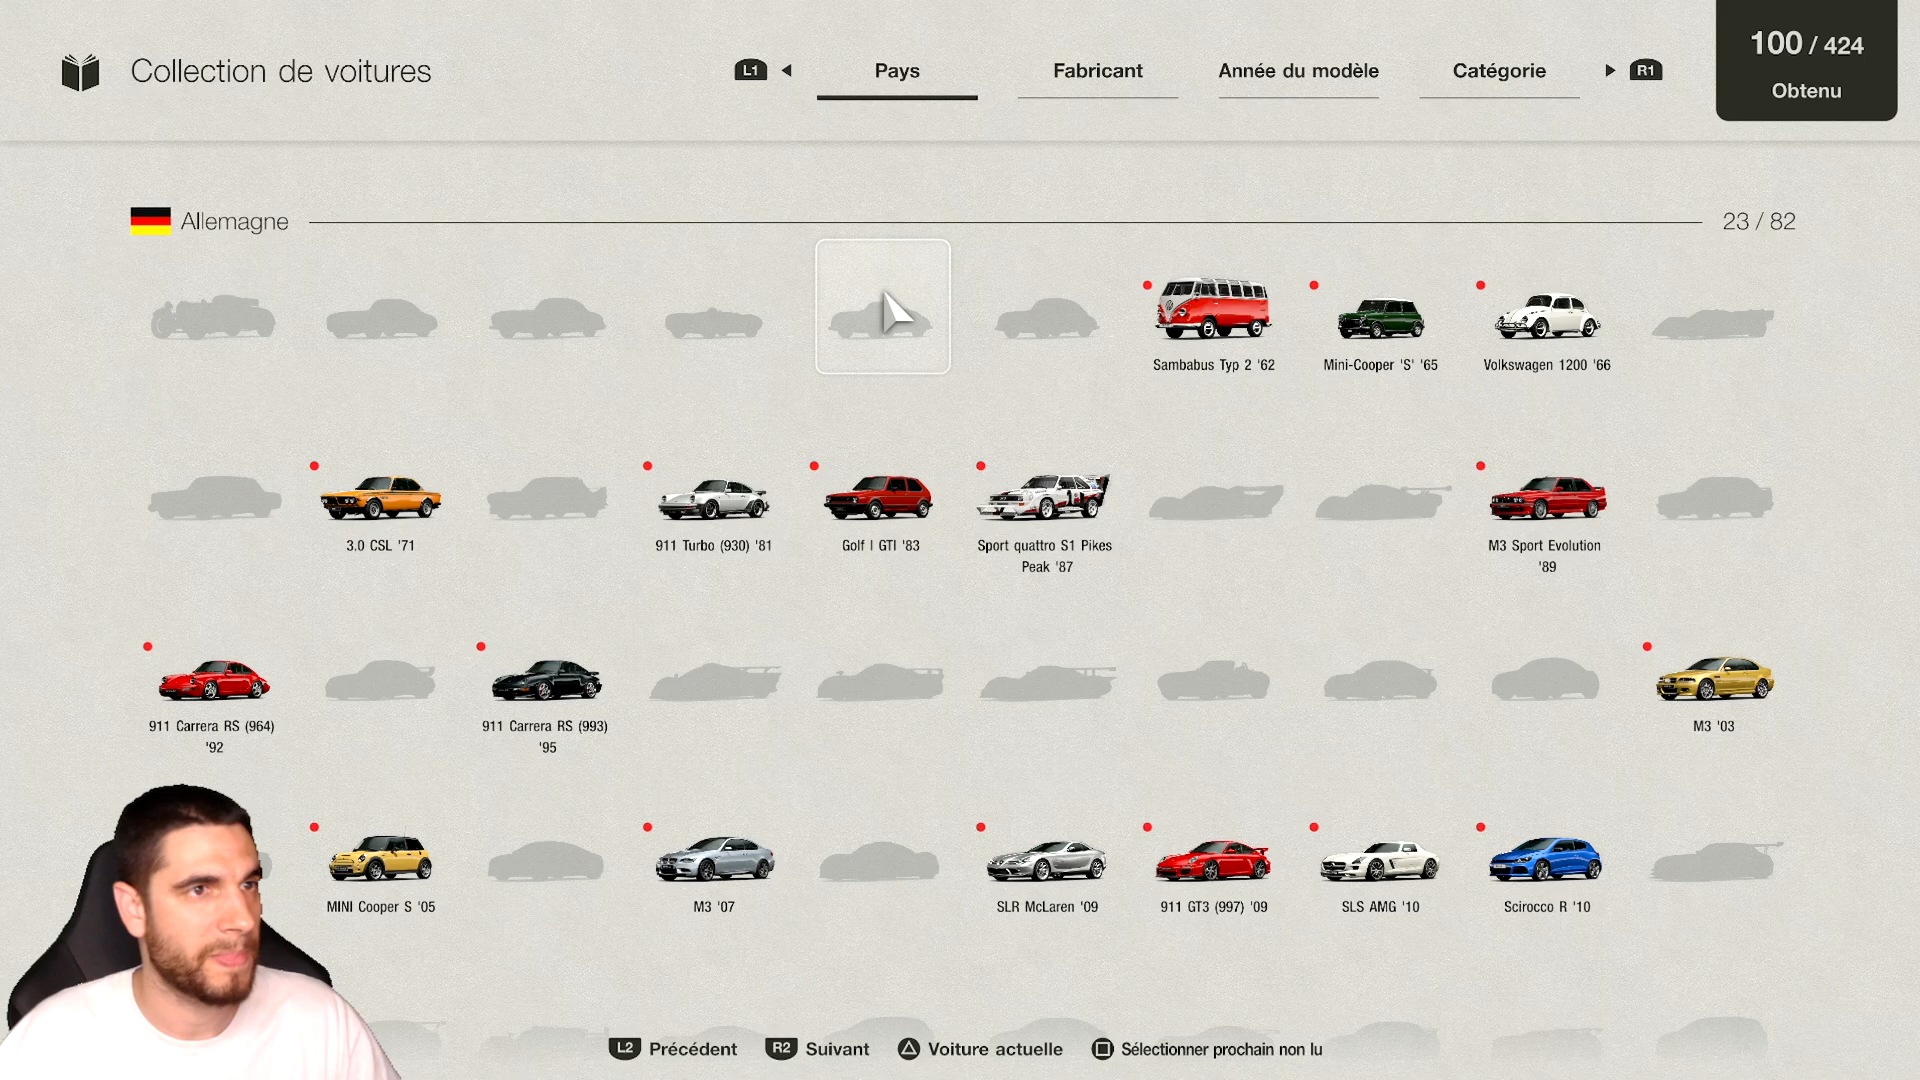 Collection de voitures
L1
Pays
Fabricant
Année du modèle
Catégorie
R1
100 / 424
Obtenu
Allemagne
23 / 82
Sambabus Typ 2 '62
Mini-Cooper 'S' '65
Volkswagen 1200 '66
3.0 CSL '71
911 Turbo (930) '81
Golf I GTI '83
Sport quattro S1 Pikes
Peak '87
M3 Sport Evolution
'89
911 Carrera RS (964)
'92
911 Carrera RS (993)
'95
M3 '03
MINI Cooper S '05
M3 '07
SLR McLaren '09
911 GT3 (997) '09
SLS AMG '10
Scirocco R '10
L2 Précédent
R2 Suivant
Voiture actuelle
Sélectionner prochain non lu